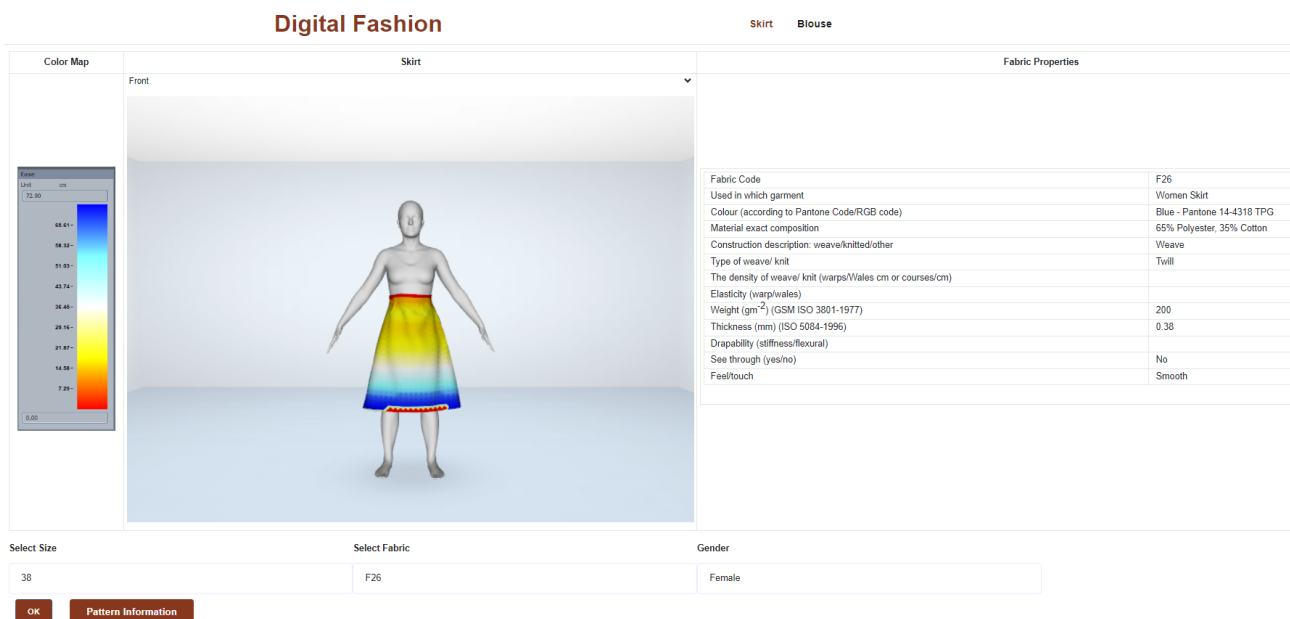 Digital Fashion
Skirt Blouse
Color Map
Skirt
Fabric Properties
Front
Ease
Unit cm
72.90
65.61
58.32
51.03
43.74
36.45
29.16
21.87
14.58
7.29
0.00
Fabric Code F26
Used in which garment Women Skirt
Colour (according to Pantone Code/RGB code) Blue - Pantone 14-4318 TPG
Material exact composition 65% Polyester, 35% Cotton
Construction description: weave/knitted/other Weave
Type of weave/ knit Twill
The density of weave/ knit (warps/Wales cm or courses/cm)
Elasticity (warp/wales)
Weight (gm-2) (GSM ISO 3801-1977) 200
Thickness (mm) (ISO 5084-1996) 0.38
Drapability (stiffness/flexural)
See through (yes/no) No
Feel/touch Smooth
Select Size Select Fabric Gender
38 F26 Female
OK Pattern Information